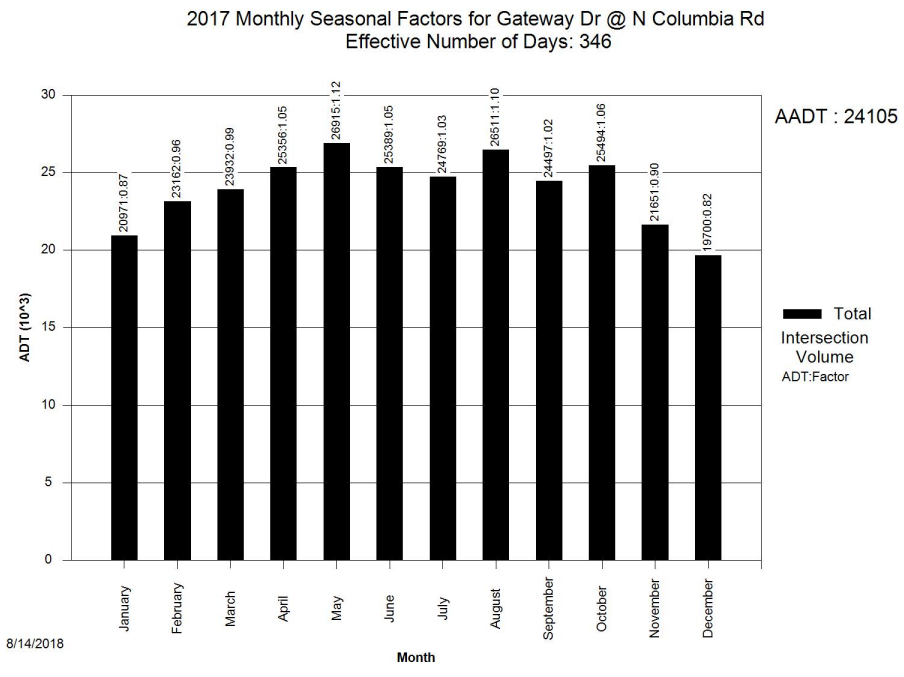 2017 Monthly Seasonal Factors for Gateway Dr @ N Columbia Rd
Effective Number of Days: 346
AADT : 24105
30
25
20
15
10
5
0
ADT (10^3)
20971:0.87
23162:0.96
23932:0.99
25356:1.05
26915:1.12
25389:1.05
24769:1.03
26511:1.10
24497:1.02
25494:1.06
21651:0.90
19700:0.82
January
February
March
April
May
June
July
August
September
October
November
December
Month
Total
Intersection
Volume
ADT:Factor
8/14/2018